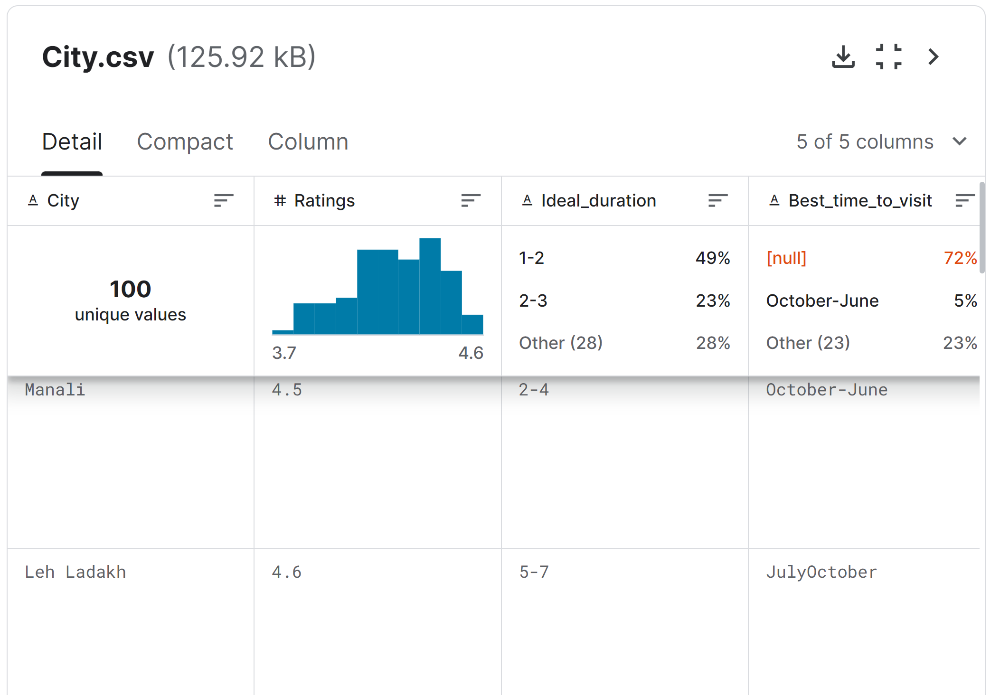 City.csv (125.92 kB)
Detail Compact Column 5 of 5 columns
A City # Ratings A Ideal_duration A Best_time_to_visit
100
unique values
3.7 4.6
1-2 49%
2-3 23%
Other (28) 28%
[null] 72%
October-June 5%
Other (23) 23%
Manali 4.5 2-4 October-June
Leh Ladakh 4.6 5-7 JulyOctober